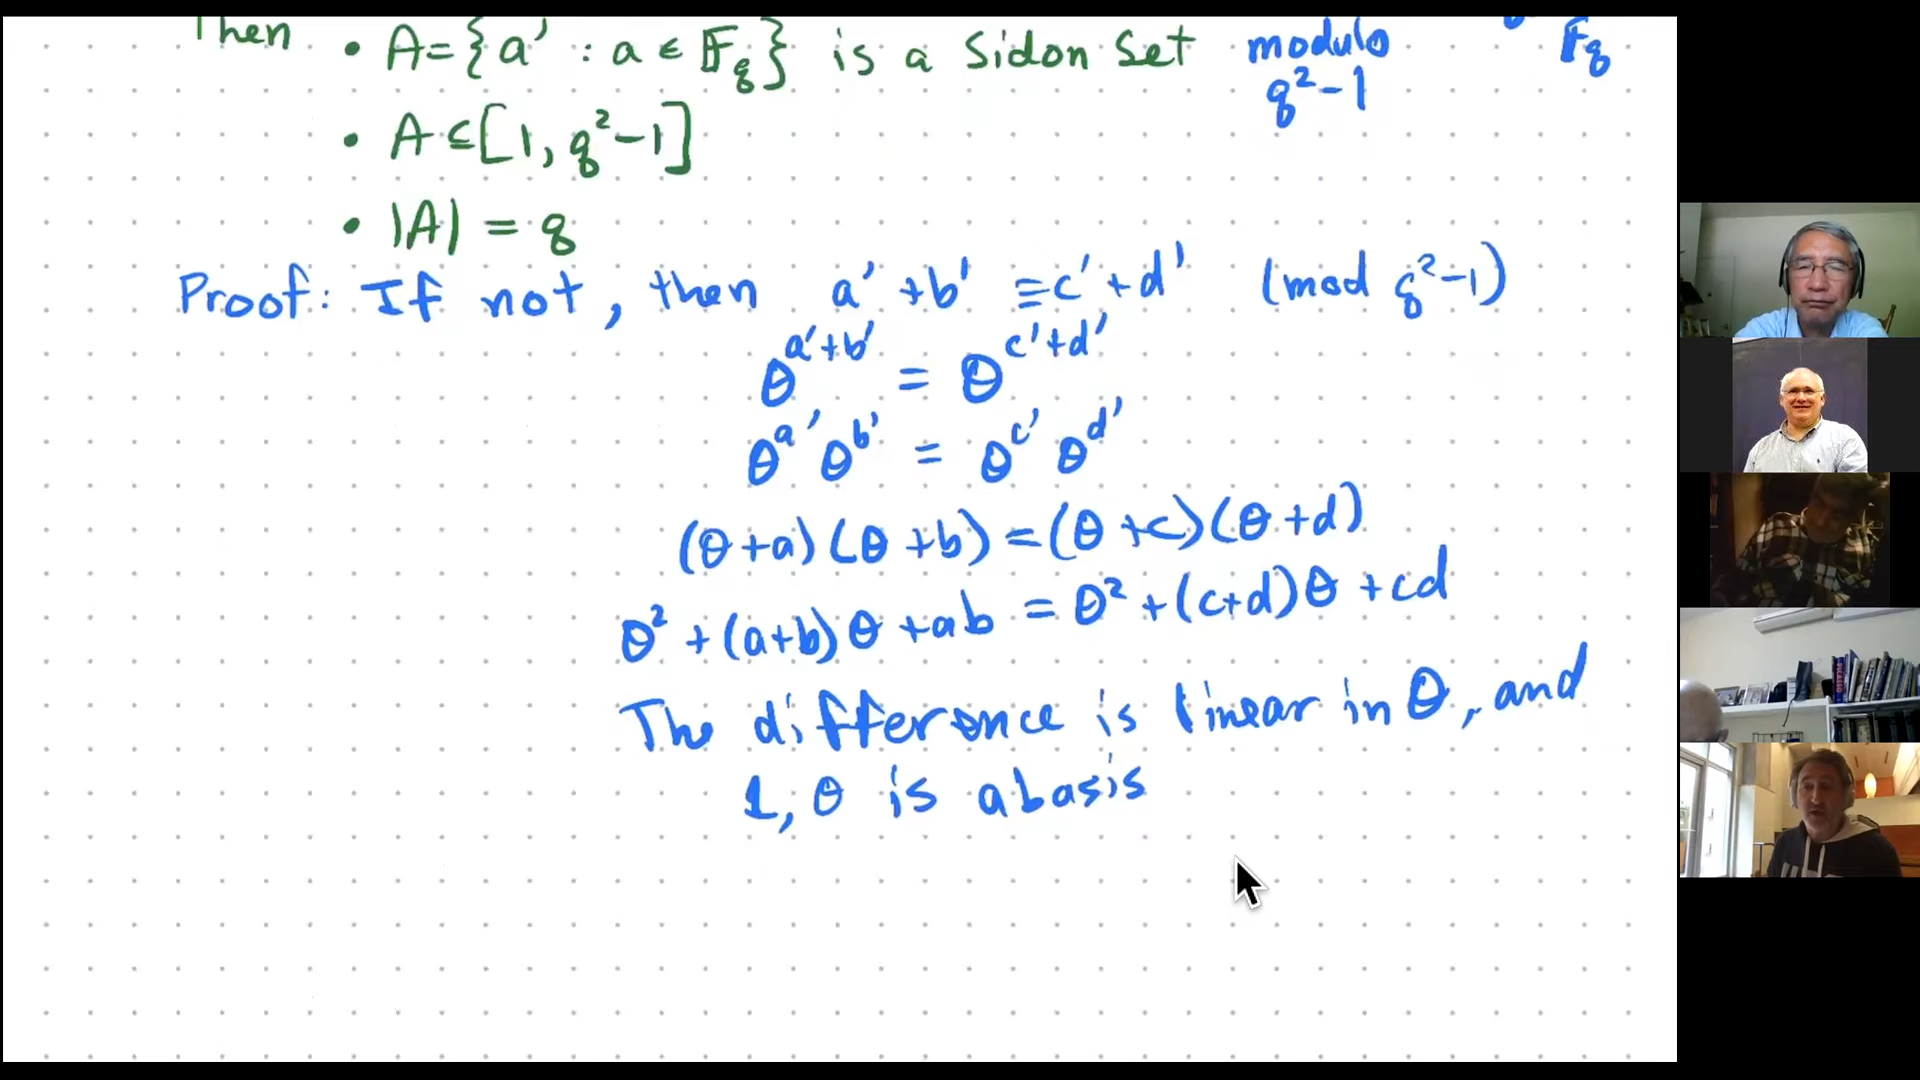 Then • A={a' : a ∈ 𝔽_q} is a Sidon Set modulo q²-1 𝔽_q
• A ⊆ [1, q²-1]
• |A| = q
Proof: If not, then a' + b' ≡ c' + d' (mod q²-1)
θ^{a'+b'} = θ^{c'+d'}
θ^{a'} θ^{b'} = θ^{c'} θ^{d'}
(θ+a)(θ+b)=(θ+c)(θ+d)
θ² + (a+b)θ + ab = θ² + (c+d)θ + cd
The difference is linear in θ, and
1, θ is a basis